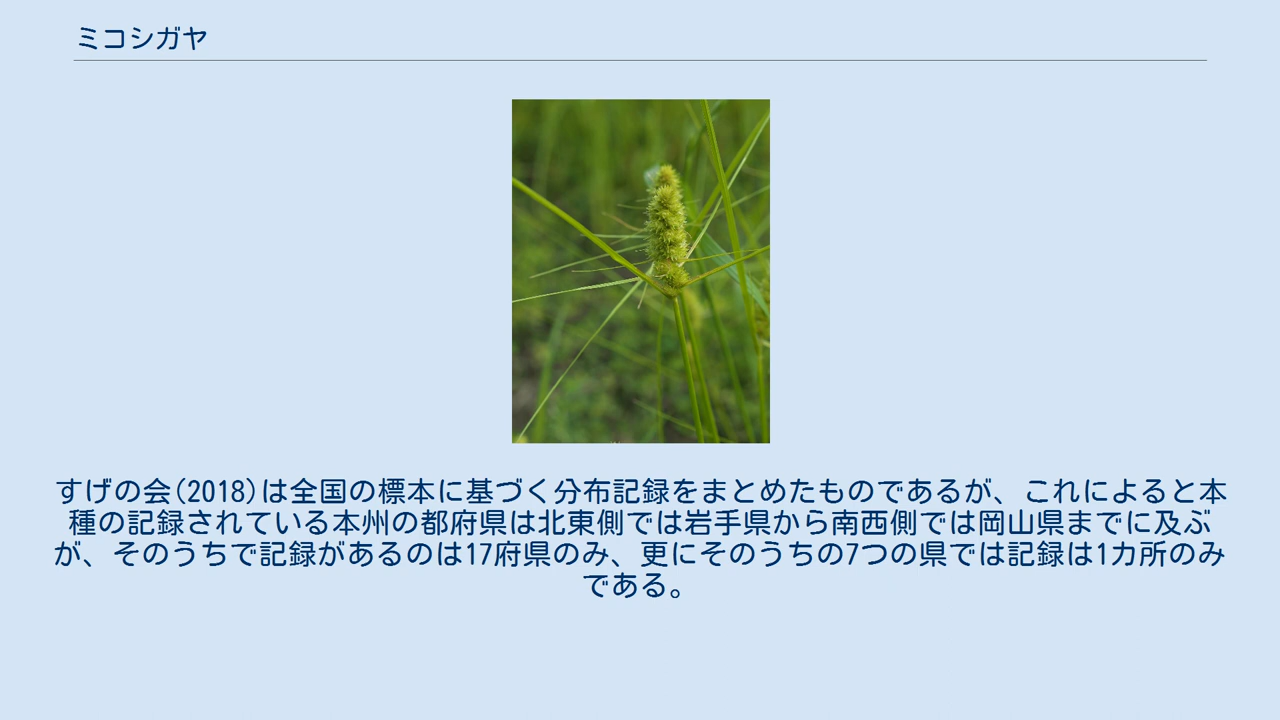 ミコシガヤ
すげの会(2018)は全国の標本に基づく分布記録をまとめたものであるが、これによると本
種の記録されている本州の都府県は北東側では岩手県から南西側では岡山県までに及ぶ
が、そのうちで記録があるのは17府県のみ、更にそのうちの7つの県では記録は1カ所のみ
である。